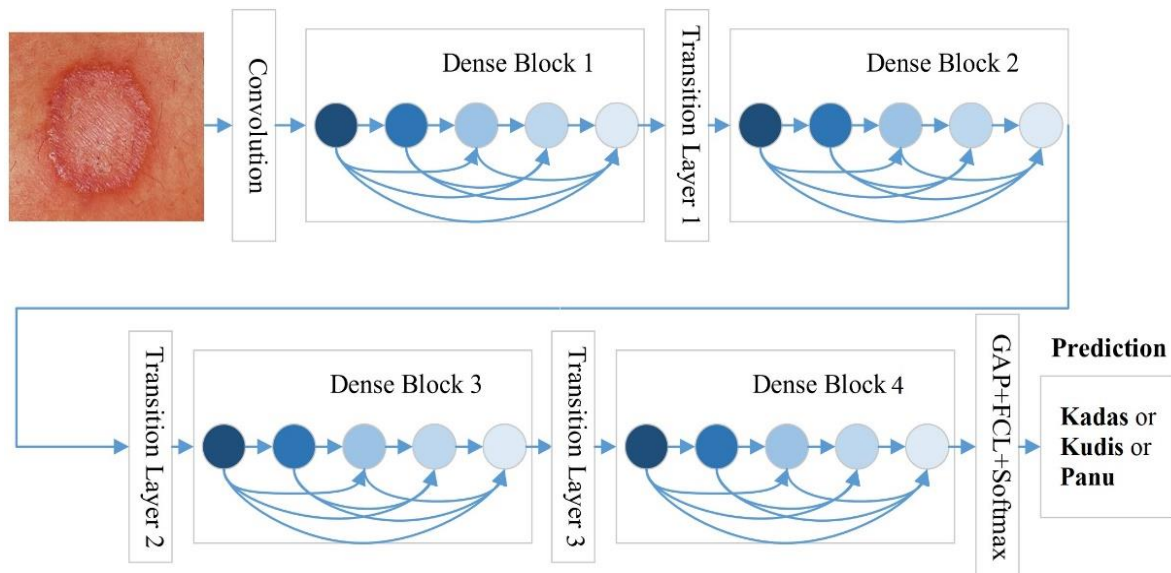 Convolution
Dense Block 1
Transition Layer 1
Dense Block 2
Transition Layer 2
Dense Block 3
Transition Layer 3
Dense Block 4
GAP+FCL+Softmax
Prediction
Kadas or
Kudis or
Panu